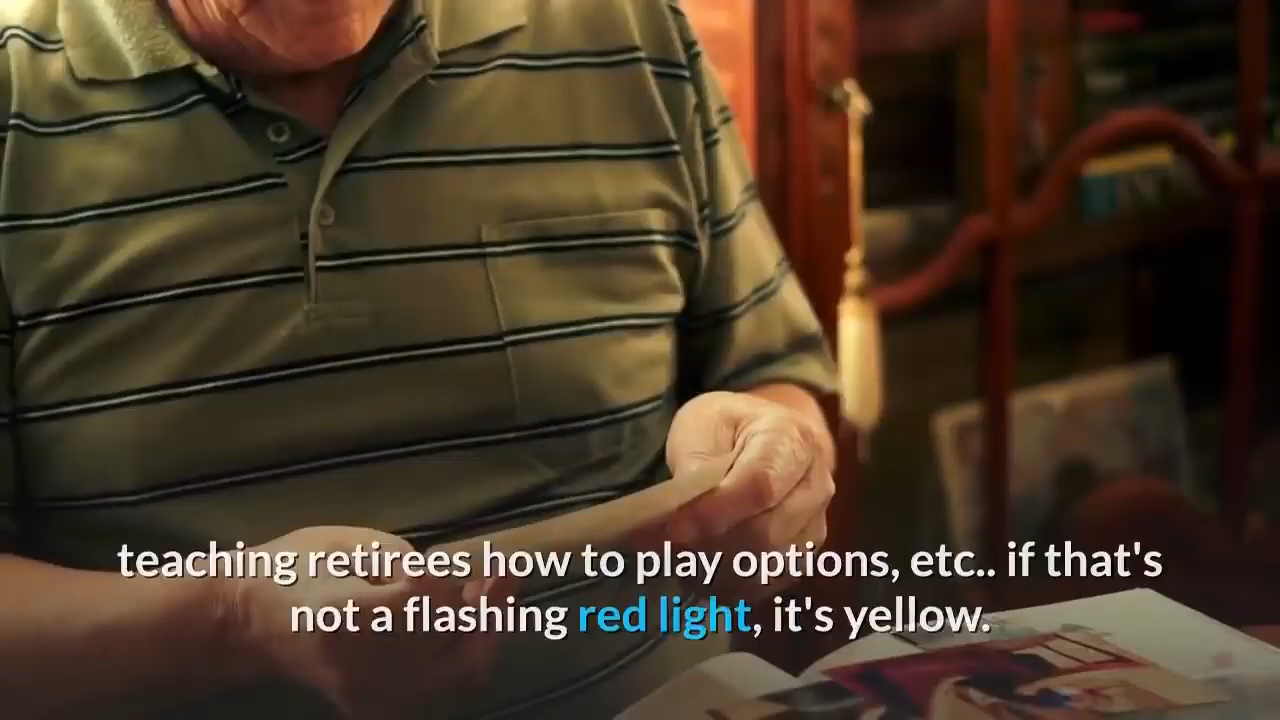 teaching retirees how to play options, etc.. if that's
not a flashing red light, it's yellow.